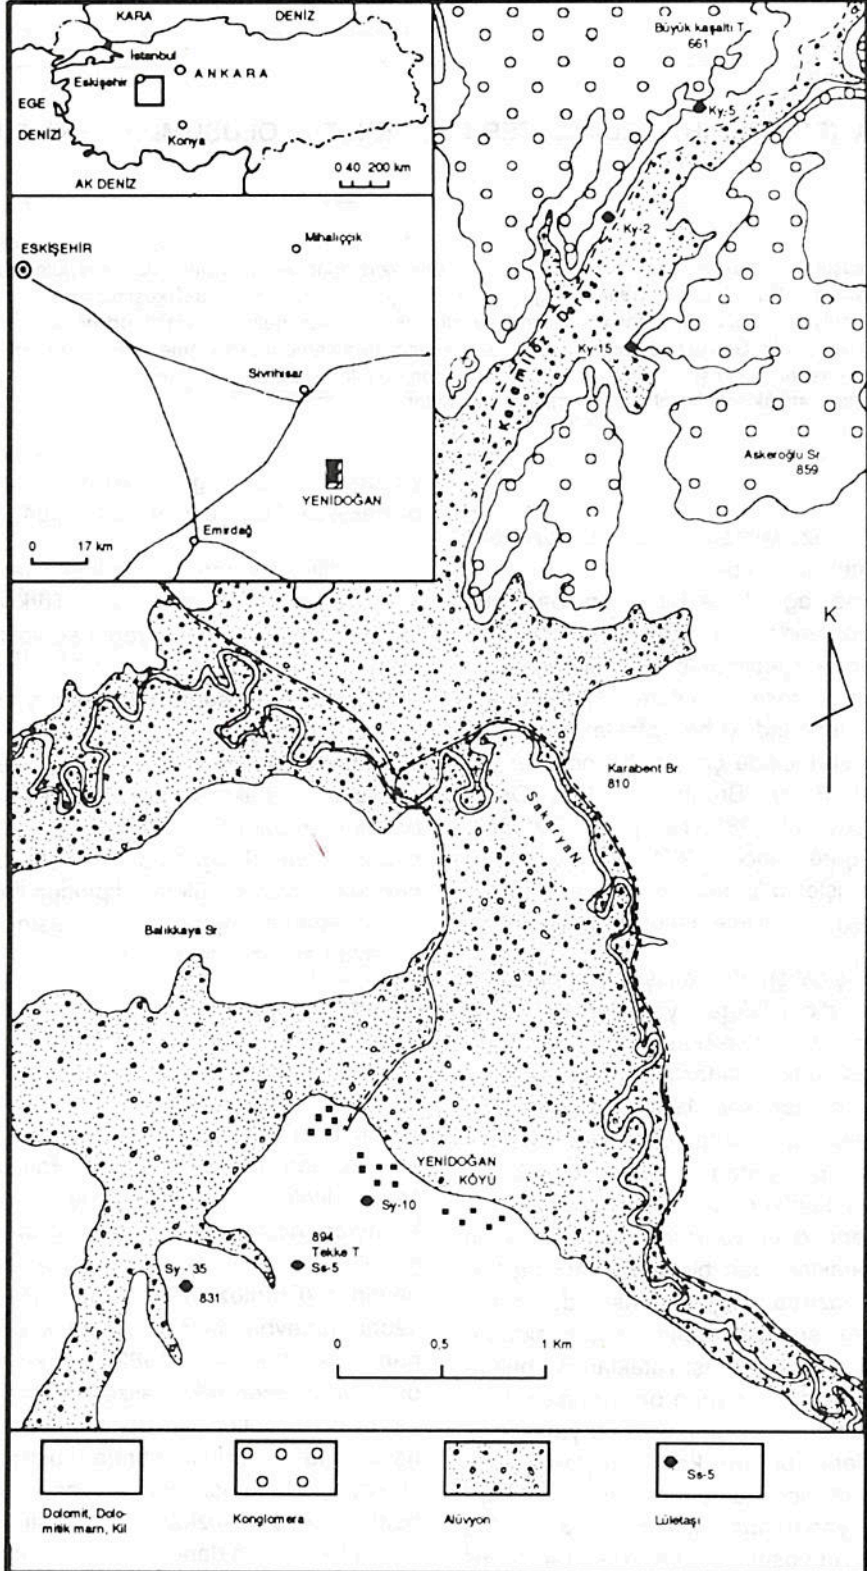 KARA DENİZ
İstanbul
Eskişehir
ANKARA
EGE
DENİZİ
Konya
AK DENİZ
0 40 200 km
ESKİŞEHİR
Mihalıççık
Sivrihisar
YENİDOĞAN
Emirdağ
0 17 km
Büyük kaşaltı T.
661
Ky-5
Ky-2
Ky-15
Askeroğlu Sr
859
K
Karabent Br.
810
Sakarya
Balıkkaya Sr
YENİDOĞAN
KÖYÜ
Sy-10
894
Tekke T
Ss-5
Sy-35
831
0 0,5 1 Km
Dolomit, Dolo-
mitik marn, Kil
Konglomera
Alüvyon
Ss-5
Lületaşı